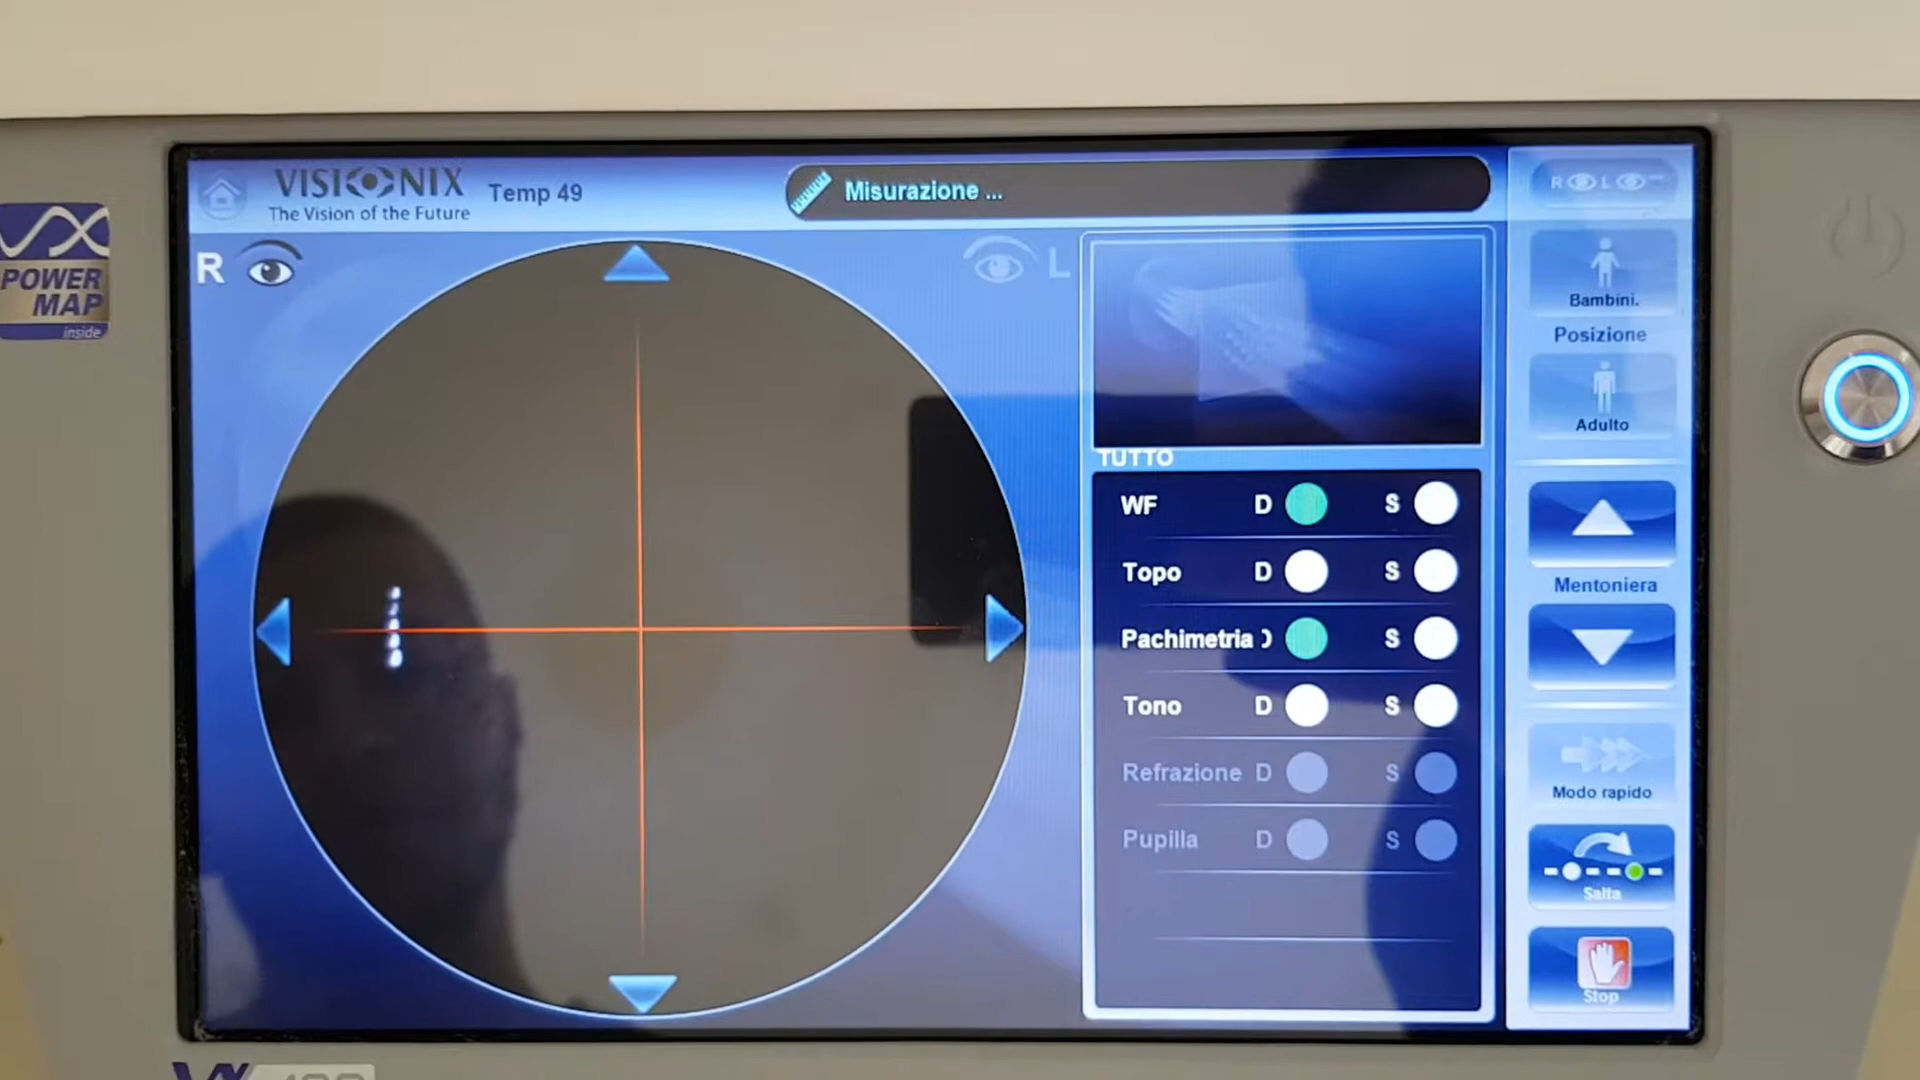 VISIONIX
The Vision of the Future
Temp 49
Misurazione ...
R L
R
L
VX
POWER
MAP
inside
Bambini.
Posizione
Adulto
TUTTO
WF D S
Topo D S
Pachimetria D S
Tono D S
Refrazione D S
Pupilla D S
Mentoniera
Modo rapido
Salta
Stop